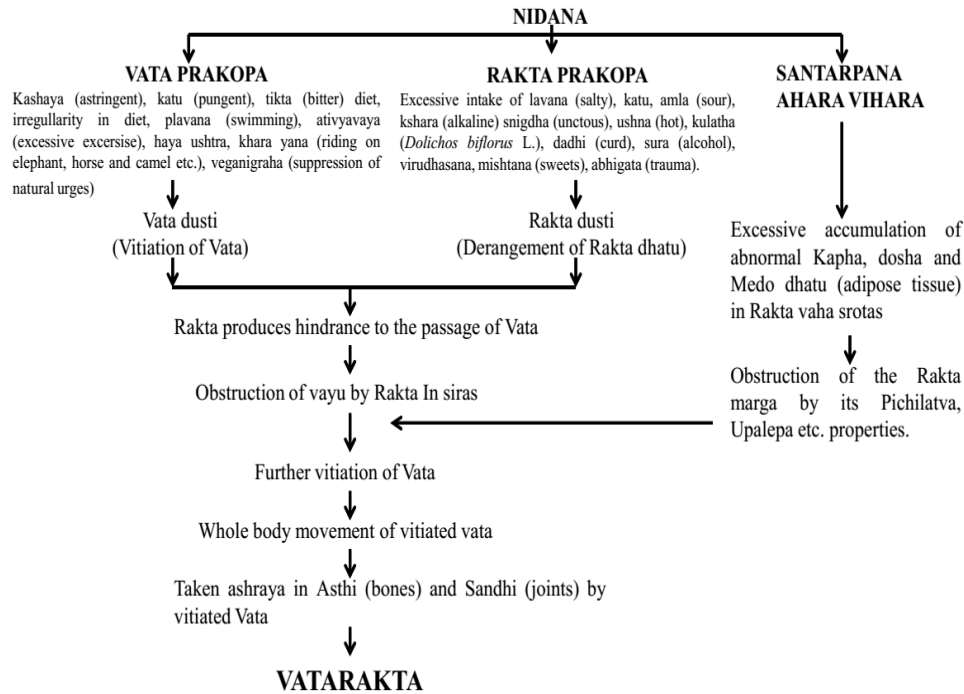 NIDANA
VATA PRAKOPA
Kashaya (astringent), katu (pungent), tikta (bitter) diet,
irregullarity in diet, plavana (swimming), ativyavaya
(excessive excersise), haya ushtra, khara yana (riding on
elephant, horse and camel etc.), veganigraha (suppression of
natural urges)
RAKTA PRAKOPA
Excessive intake of lavana (salty), katu, amla (sour),
kshara (alkaline) snigdha (unctous), ushna (hot), kulatha
(Dolichos biflorus L.), dadhi (curd), sura (alcohol),
virudhasana, mishtana (sweets), abhigata (trauma).
SANTARPANA
AHARA VIHARA
Vata dusti
(Vitiation of Vata)
Rakta dusti
(Derangement of Rakta dhatu)
Excessive accumulation of
abnormal Kapha, dosha and
Medo dhatu (adipose tissue)
in Rakta vaha srotas
Rakta produces hindrance to the passage of Vata
Obstruction of vayu by Rakta In siras
Obstruction of the Rakta
marga by its Pichilatva,
Upalepa etc. properties.
Further vitiation of Vata
Whole body movement of vitiated vata
Taken ashraya in Asthi (bones) and Sandhi (joints) by
vitiated Vata
VATARAKTA